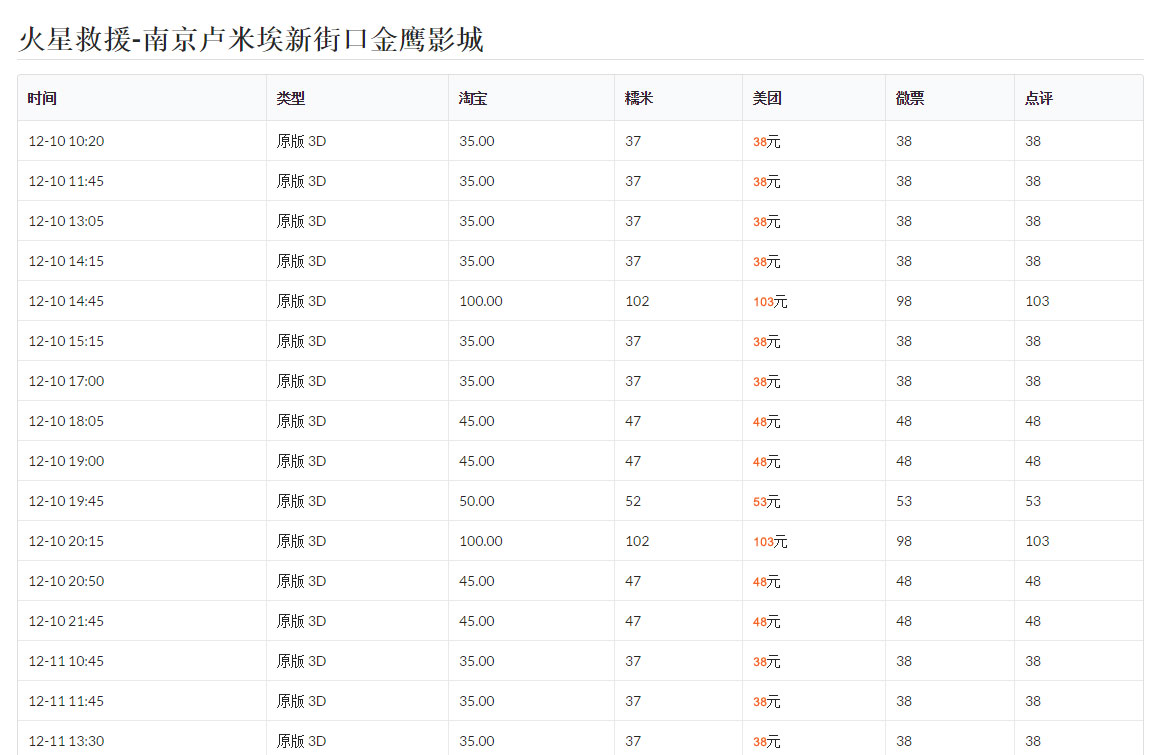 火星救援-南京卢米埃新街口金鹰影城
时间 类型 淘宝 糯米 美团 微票 点评
12-10 10:20 原版 3D 35.00 37 38元 38 38
12-10 11:45 原版 3D 35.00 37 38元 38 38
12-10 13:05 原版 3D 35.00 37 38元 38 38
12-10 14:15 原版 3D 35.00 37 38元 38 38
12-10 14:45 原版 3D 100.00 102 103元 98 103
12-10 15:15 原版 3D 35.00 37 38元 38 38
12-10 17:00 原版 3D 35.00 37 38元 38 38
12-10 18:05 原版 3D 45.00 47 48元 48 48
12-10 19:00 原版 3D 45.00 47 48元 48 48
12-10 19:45 原版 3D 50.00 52 53元 53 53
12-10 20:15 原版 3D 100.00 102 103元 98 103
12-10 20:50 原版 3D 45.00 47 48元 48 48
12-10 21:45 原版 3D 45.00 47 48元 48 48
12-11 10:45 原版 3D 35.00 37 38元 38 38
12-11 11:45 原版 3D 35.00 37 38元 38 38
12-11 13:30 原版 3D 35.00 37 38元 38 38